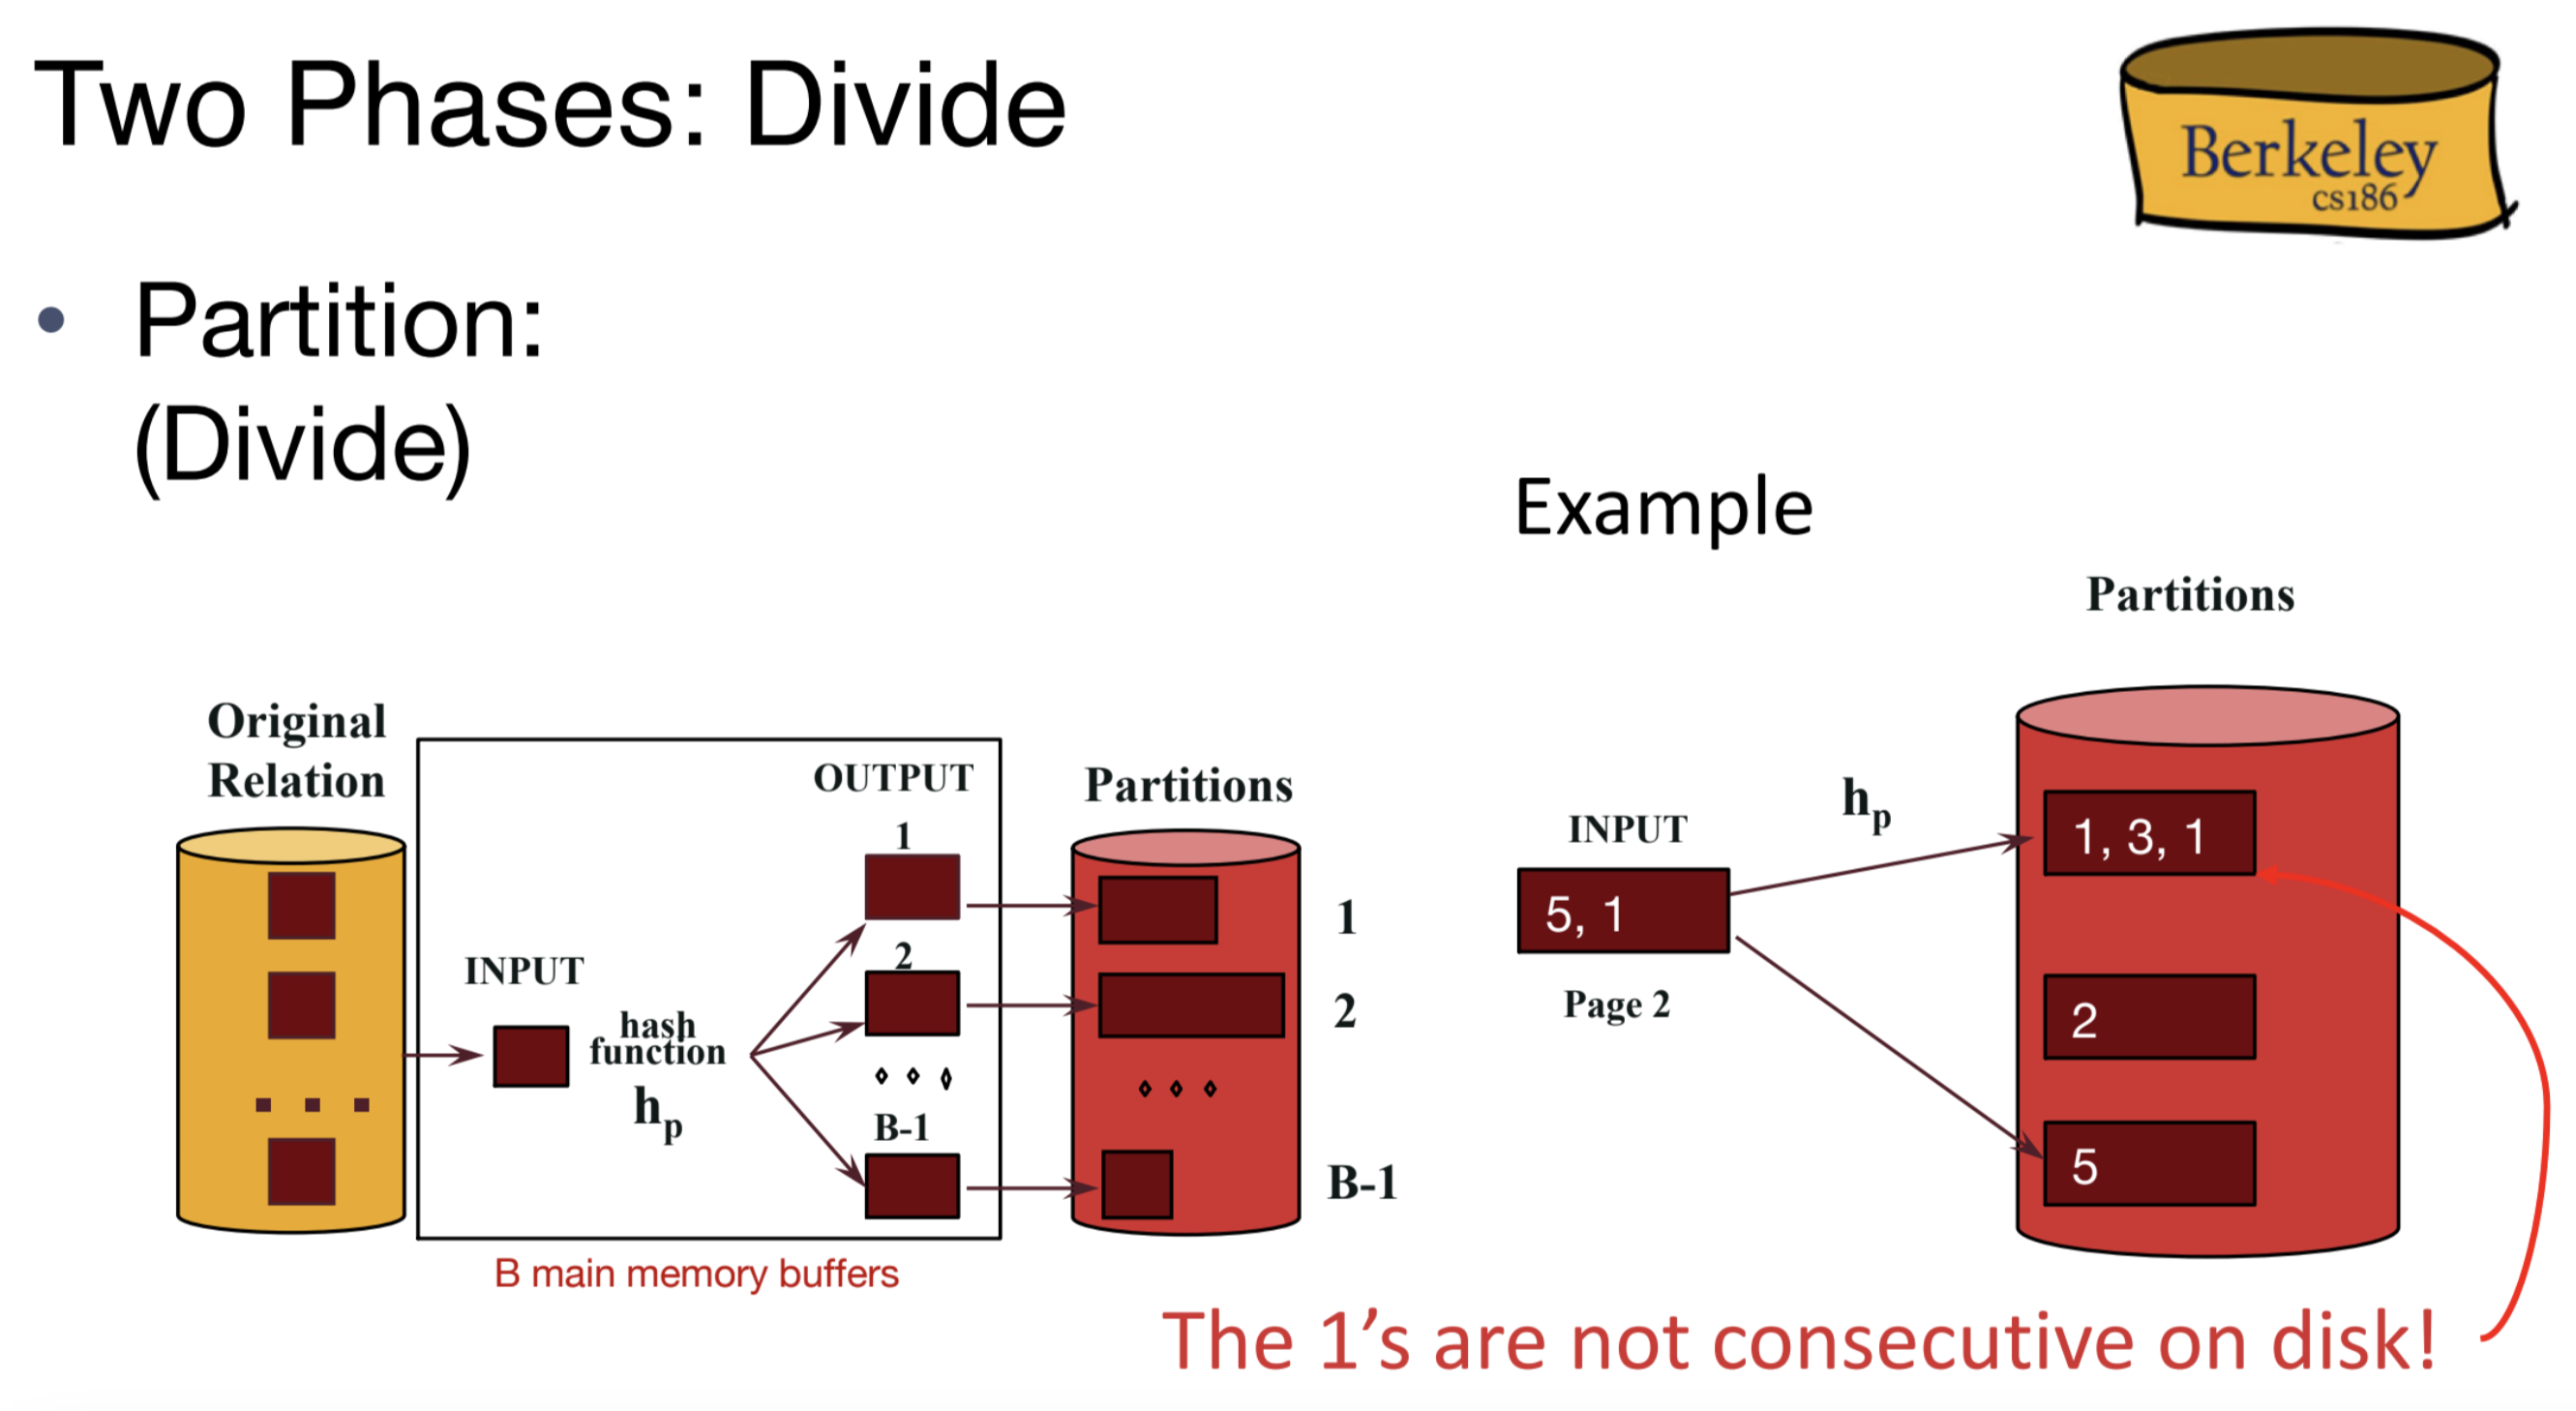 Two Phases: Divide
Berkeley
cs186
• Partition:
(Divide)
Example
Original
Relation
INPUT
hash
function
hp
OUTPUT
1
2
B-1
B main memory buffers
Partitions
1
2
B-1
INPUT
5, 1
Page 2
hp
Partitions
1, 3, 1
2
5
The 1’s are not consecutive on disk!